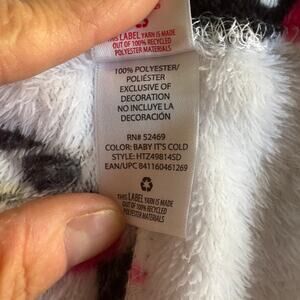 THIS LABEL YARN IS MADE
OUT OF 100% RECYCLED
POLYESTER MATERIALS
100% POLYESTER/
POLIÉSTER
EXCLUSIVE OF
DECORATION
NO INCLUYE LA
DECORACIÓN
RN# 52469
COLOR: BABY IT'S COLD
STYLE: HTZ498145D
EAN/UPC 841160461269
THIS LABEL YARN IS MADE
OUT OF 100% RECYCLED
POLYESTER MATERIALS